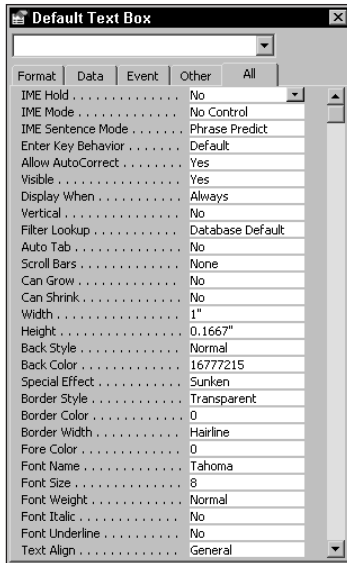 Default Text Box
Format Data Event Other All
IME Hold . . . . . . . . . . . . . . . No
IME Mode . . . . . . . . . . . . . . No Control
IME Sentence Mode . . . . . . . Phrase Predict
Enter Key Behavior . . . . . . . Default
Allow AutoCorrect . . . . . . . . Yes
Visible . . . . . . . . . . . . . . . . . Yes
Display When . . . . . . . . . . . . Always
Vertical . . . . . . . . . . . . . . . . No
Filter Lookup . . . . . . . . . . . . Database Default
Auto Tab . . . . . . . . . . . . . . . No
Scroll Bars . . . . . . . . . . . . . . None
Can Grow . . . . . . . . . . . . . . No
Can Shrink . . . . . . . . . . . . . . No
Width . . . . . . . . . . . . . . . . . 1"
Height . . . . . . . . . . . . . . . . . 0.1667"
Back Style . . . . . . . . . . . . . . Normal
Back Color . . . . . . . . . . . . . . 16777215
Special Effect . . . . . . . . . . . . Sunken
Border Style . . . . . . . . . . . . . Transparent
Border Color . . . . . . . . . . . . 0
Border Width . . . . . . . . . . . . Hairline
Fore Color . . . . . . . . . . . . . . 0
Font Name . . . . . . . . . . . . . Tahoma
Font Size . . . . . . . . . . . . . . . 8
Font Weight . . . . . . . . . . . . Normal
Font Italic . . . . . . . . . . . . . . No
Font Underline . . . . . . . . . . . No
Text Align . . . . . . . . . . . . . . General